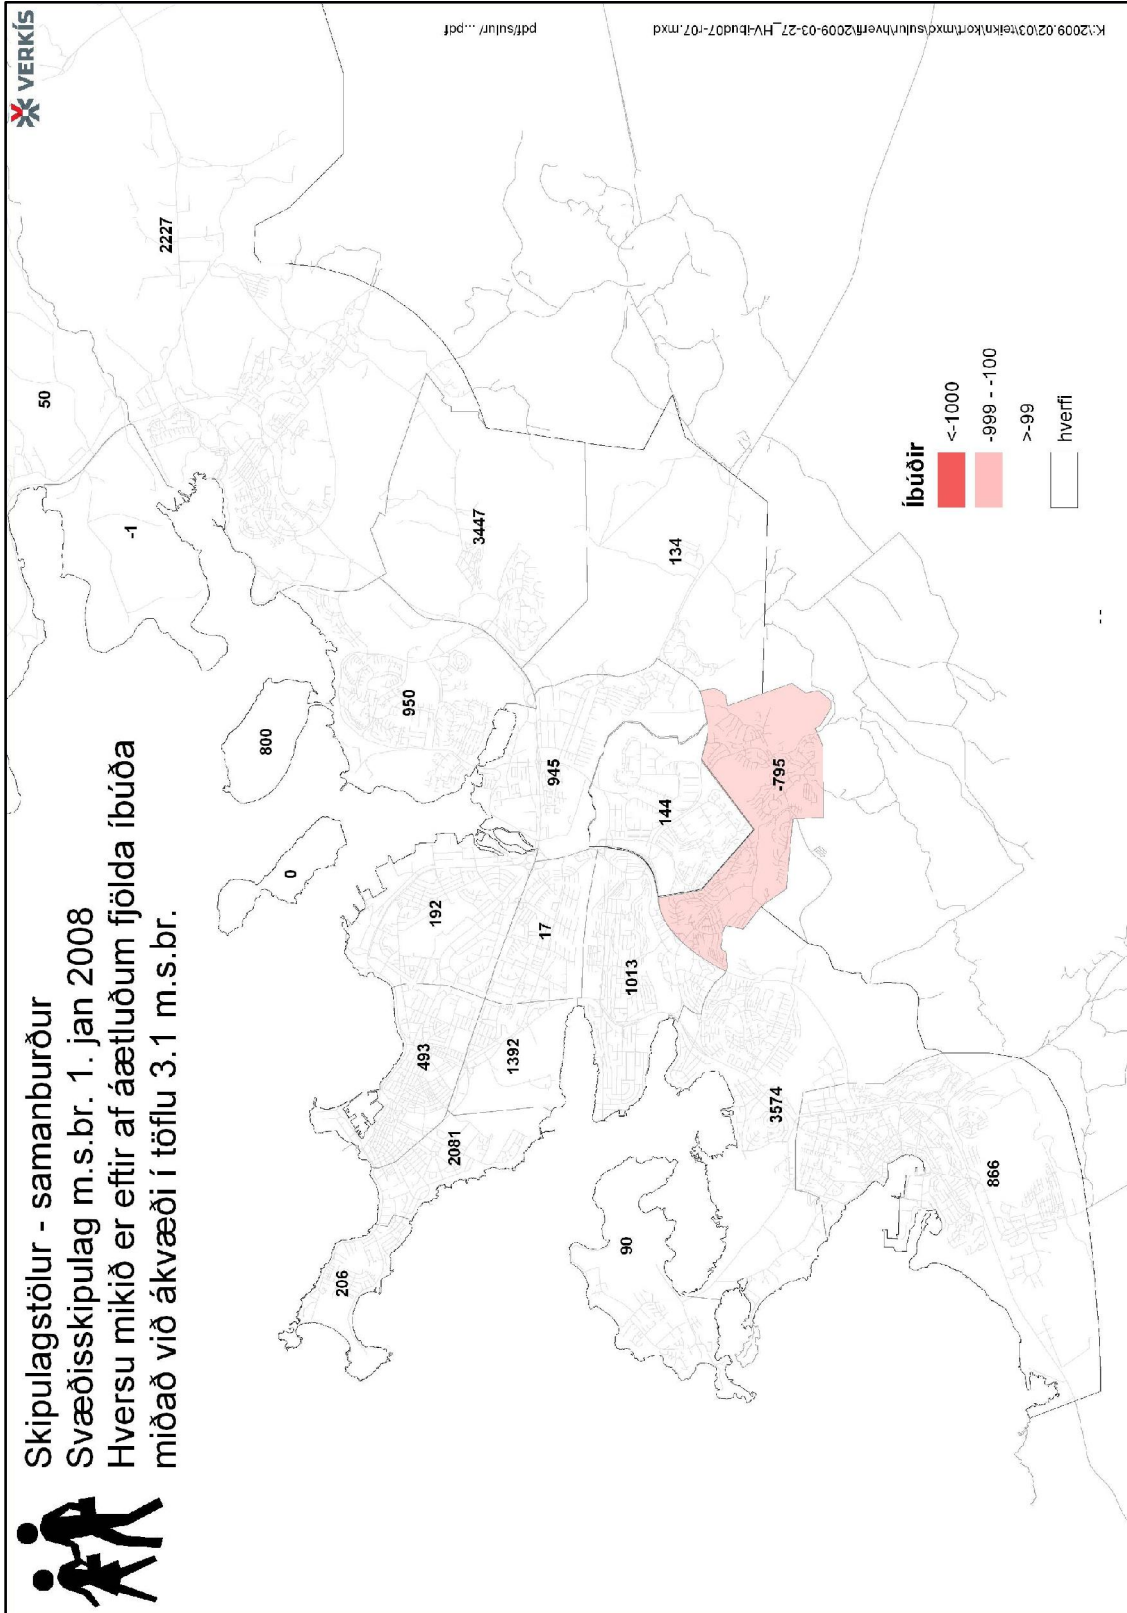 Skipulagstölur - samanburður
Svæðisskipulag m.s.br. 1. jan 2008
Hversu mikið er eftir af áætluðum fjölda íbúða
miðað við ákvæði í töflu 3.1 m.s.br.
VERKÍS
50
2227
-1
800
0
950
3447
192
945
134
493
17
144
206
1392
1013
-795
2081
90
3574
866
Íbúðir
<-1000
-999 - -100
>-99
hverfi
--
pdf/sulur/ ....pdf
K:\2009.02\03\teikn\kort\mxd\sulur\hverfi\2009-03-27_HV-ibud07-r07.mxd